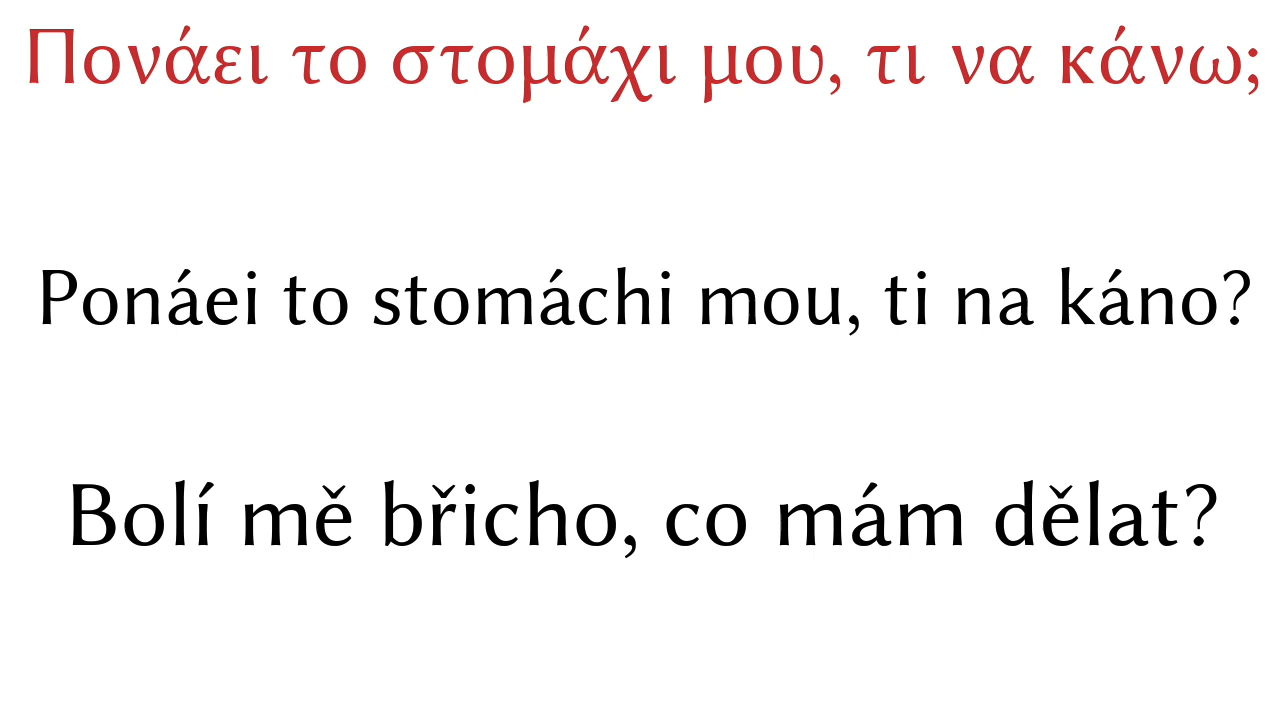 Πονάει το στομάχι μου, τι να κάνω;
Ponáei to stomáchi mou, ti na káno?
Bolí mě břicho, co mám dělat?